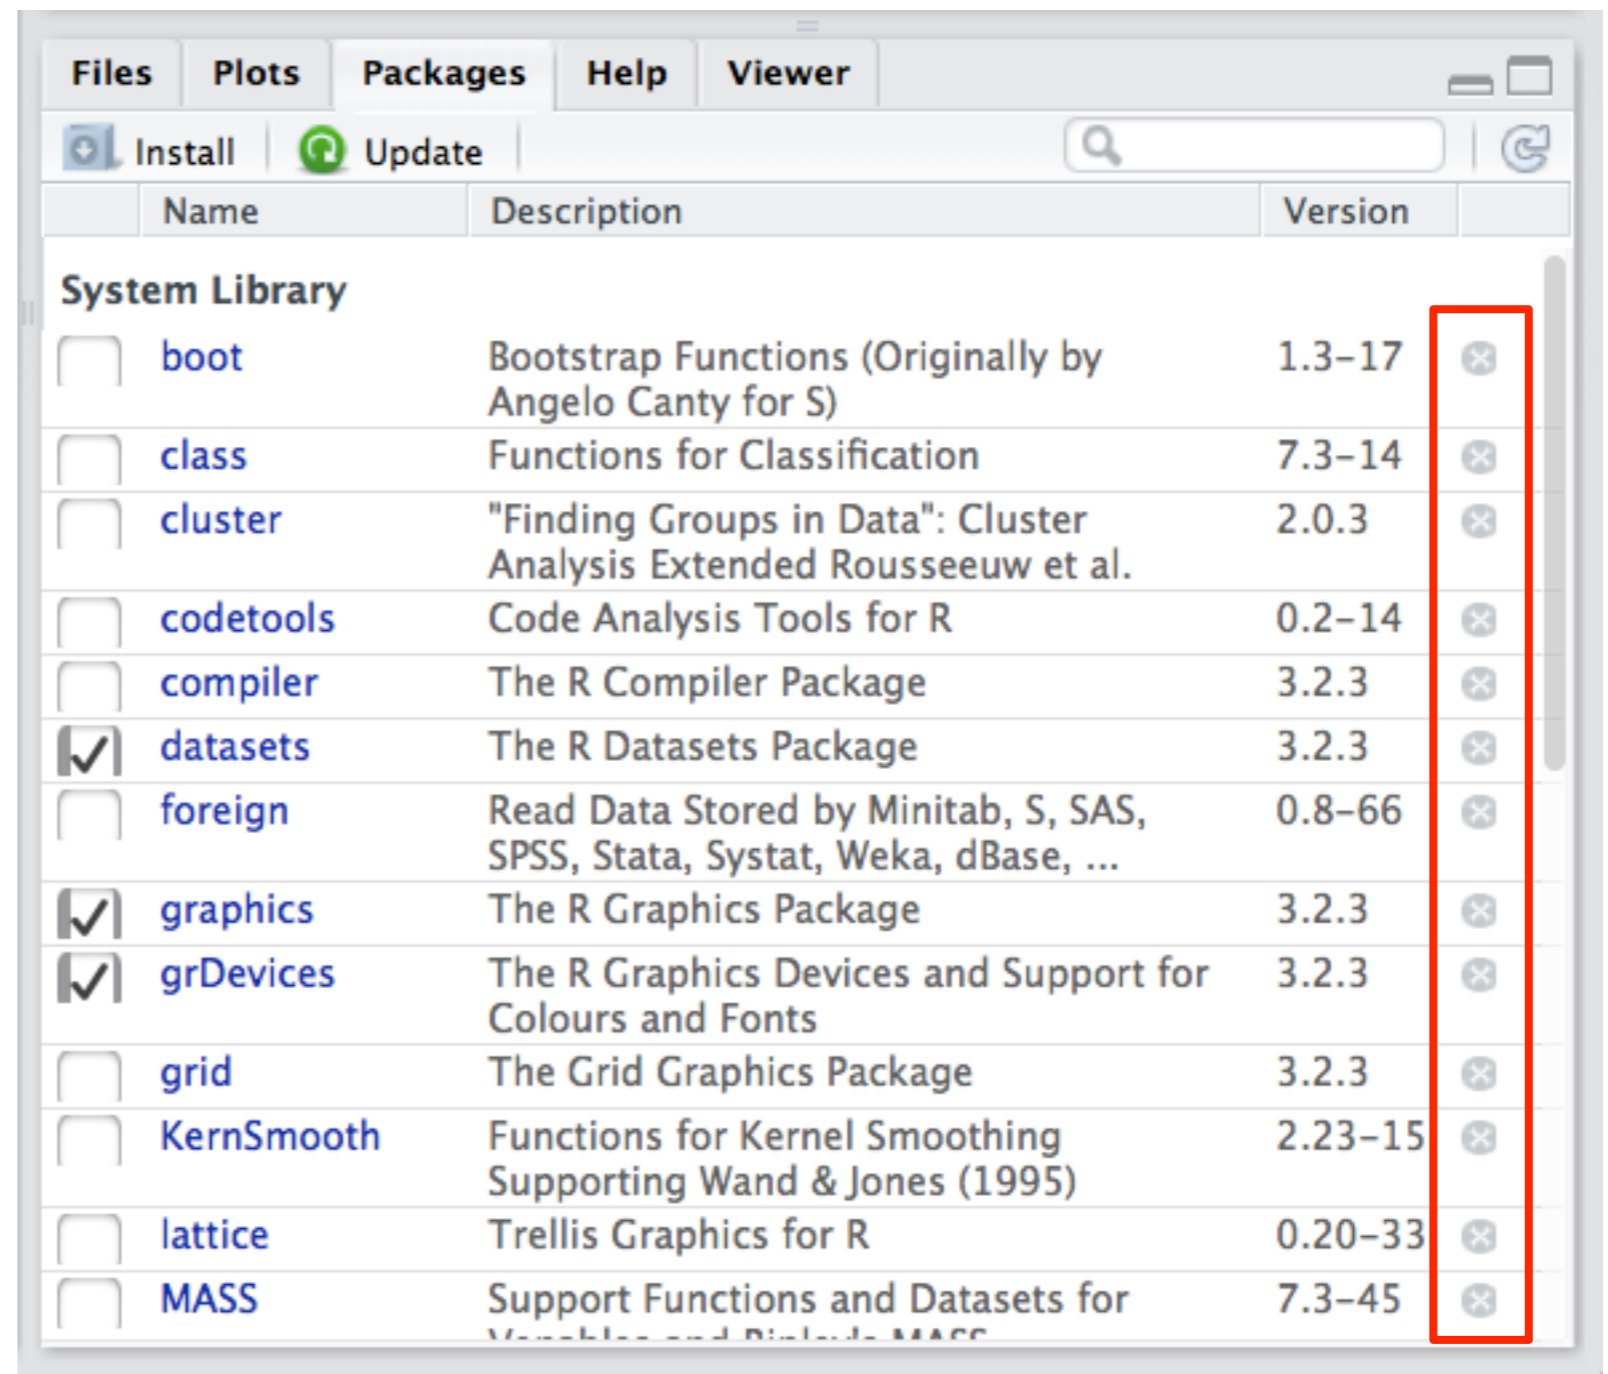 Files Plots Packages Help Viewer
Install Update
Name Description Version
System Library
boot Bootstrap Functions (Originally by 1.3-17
Angelo Canty for S)
class Functions for Classification 7.3-14
cluster "Finding Groups in Data": Cluster 2.0.3
Analysis Extended Rousseeuw et al.
codetools Code Analysis Tools for R 0.2-14
compiler The R Compiler Package 3.2.3
datasets The R Datasets Package 3.2.3
foreign Read Data Stored by Minitab, S, SAS, 0.8-66
SPSS, Stata, Systat, Weka, dBase, ...
graphics The R Graphics Package 3.2.3
grDevices The R Graphics Devices and Support for 3.2.3
Colours and Fonts
grid The Grid Graphics Package 3.2.3
KernSmooth Functions for Kernel Smoothing 2.23-15
Supporting Wand & Jones (1995)
lattice Trellis Graphics for R 0.20-33
MASS Support Functions and Datasets for 7.3-45